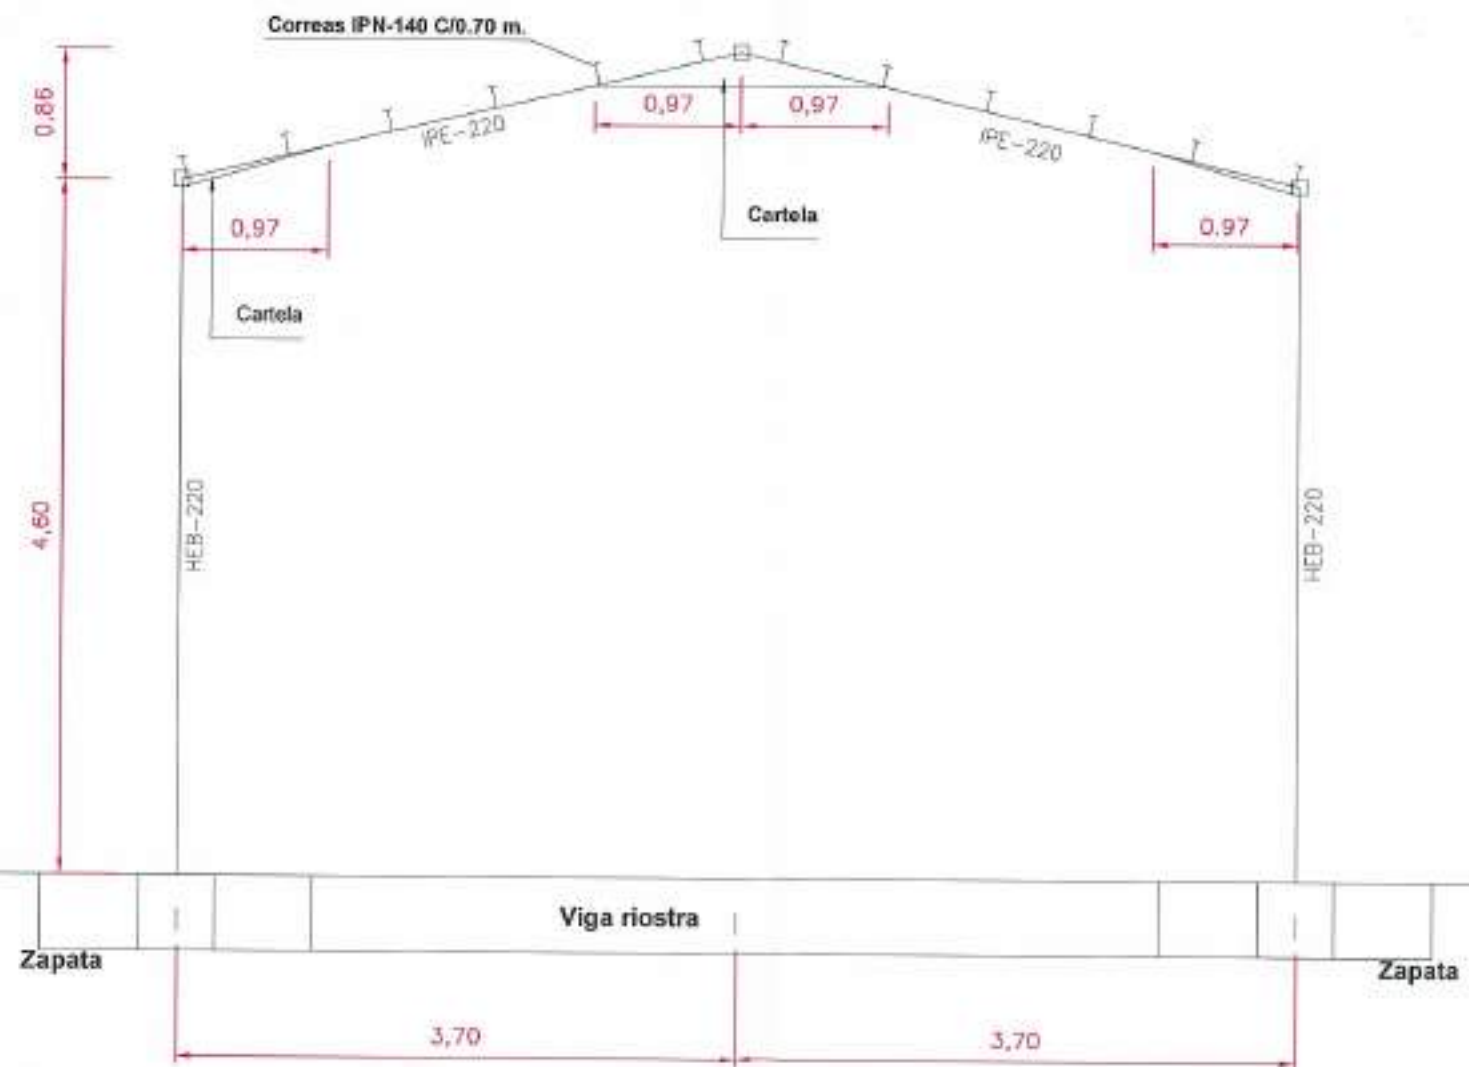 Correas IPN-140 C/0.70 m.
0,86
0,97
0,97
IPE-220
IPE-220
Cartela
0,97
0.97
Cartela
4,60
HEB-220
HEB-220
Viga riostra
Zapata
Zapata
3,70
3,70